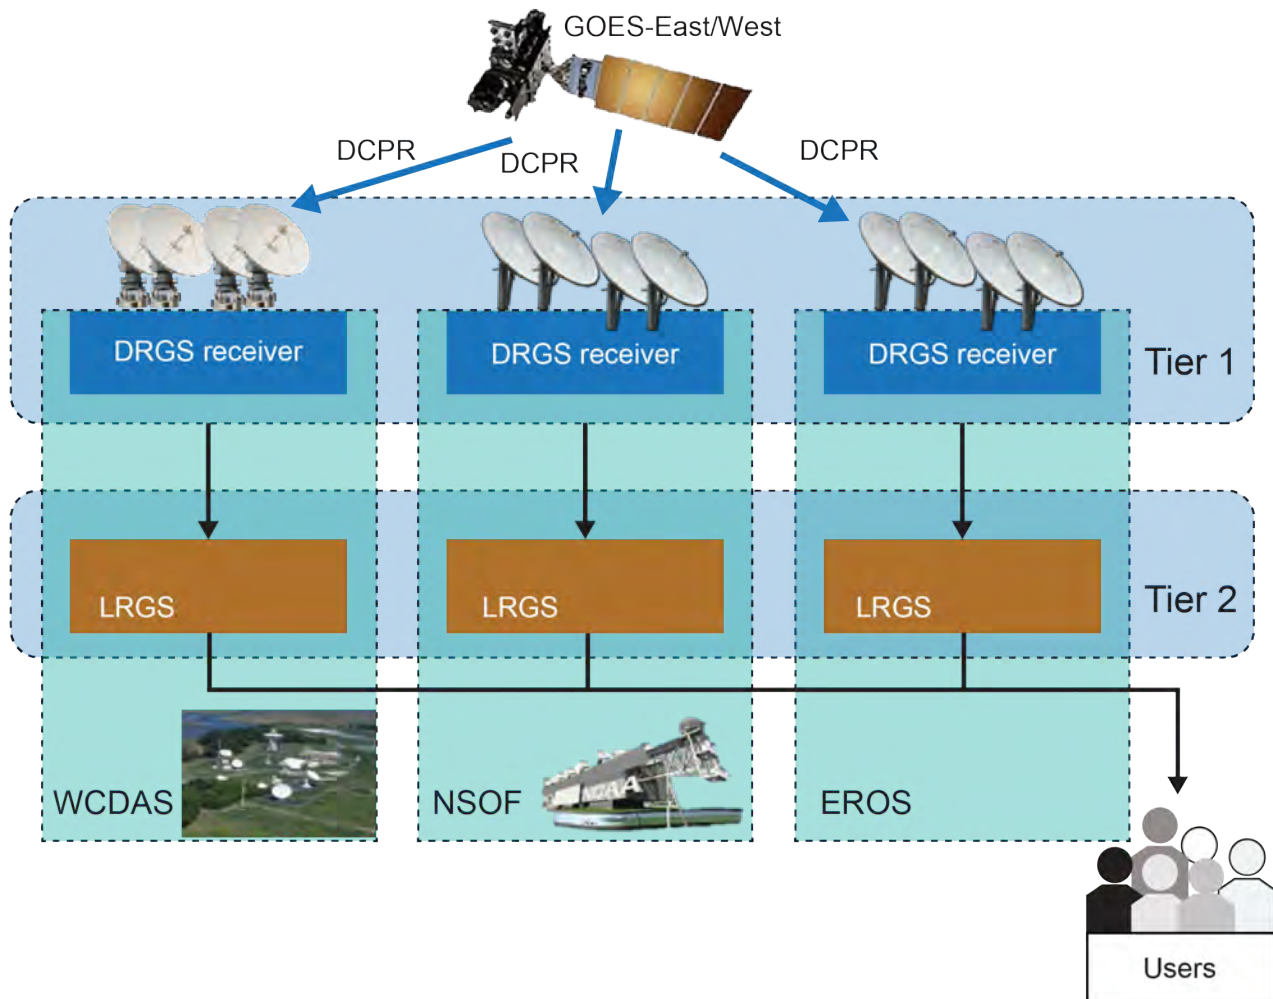 GOES-East/West
DCPR
DCPR
DCPR
DRGS receiver
DRGS receiver
DRGS receiver
Tier 1
LRGS
LRGS
LRGS
Tier 2
WCDAS
NSOF
NOAA
EROS
Users